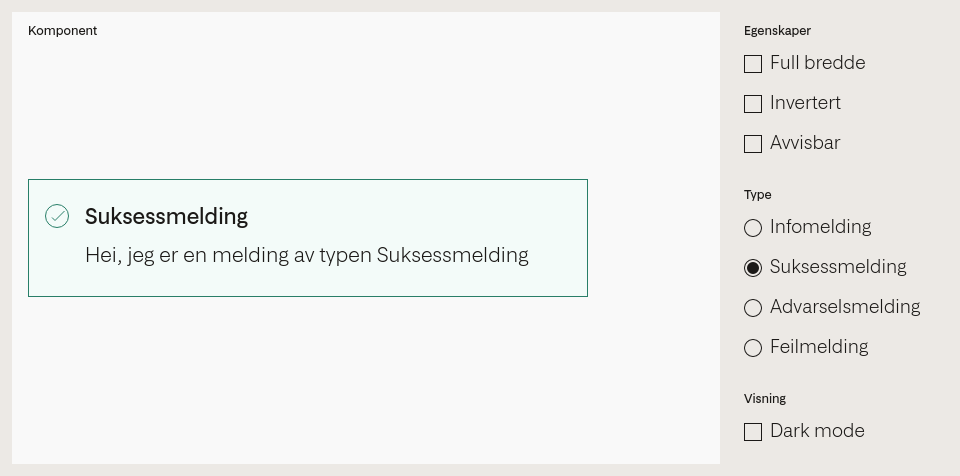 Komponent
Suksessmelding
Hei, jeg er en melding av typen Suksessmelding
Egenskaper
Full bredde
Invertert
Avvisbar
Type
Infomelding
Suksessmelding
Advarselsmelding
Feilmelding
Visning
Dark mode